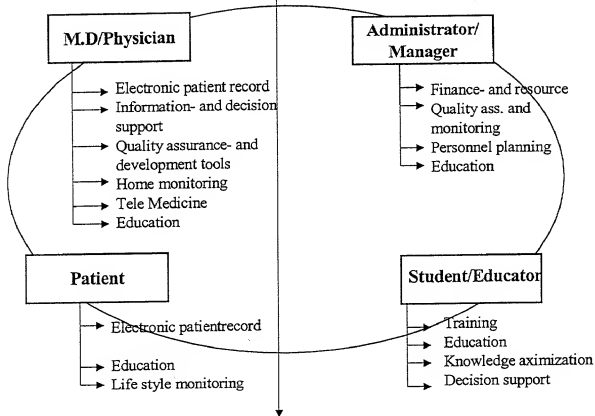 M.D/Physician
Electronic patient record
Information- and decision
support
Quality assurance- and
development tools
Home monitoring
Tele Medicine
Education
Administrator/
Manager
Finance- and resource
Quality ass. and
monitoring
Personnel planning
Education
Patient
Electronic patientrecord
Education
Life style monitoring
Student/Educator
Training
Education
Knowledge aximization
Decision support